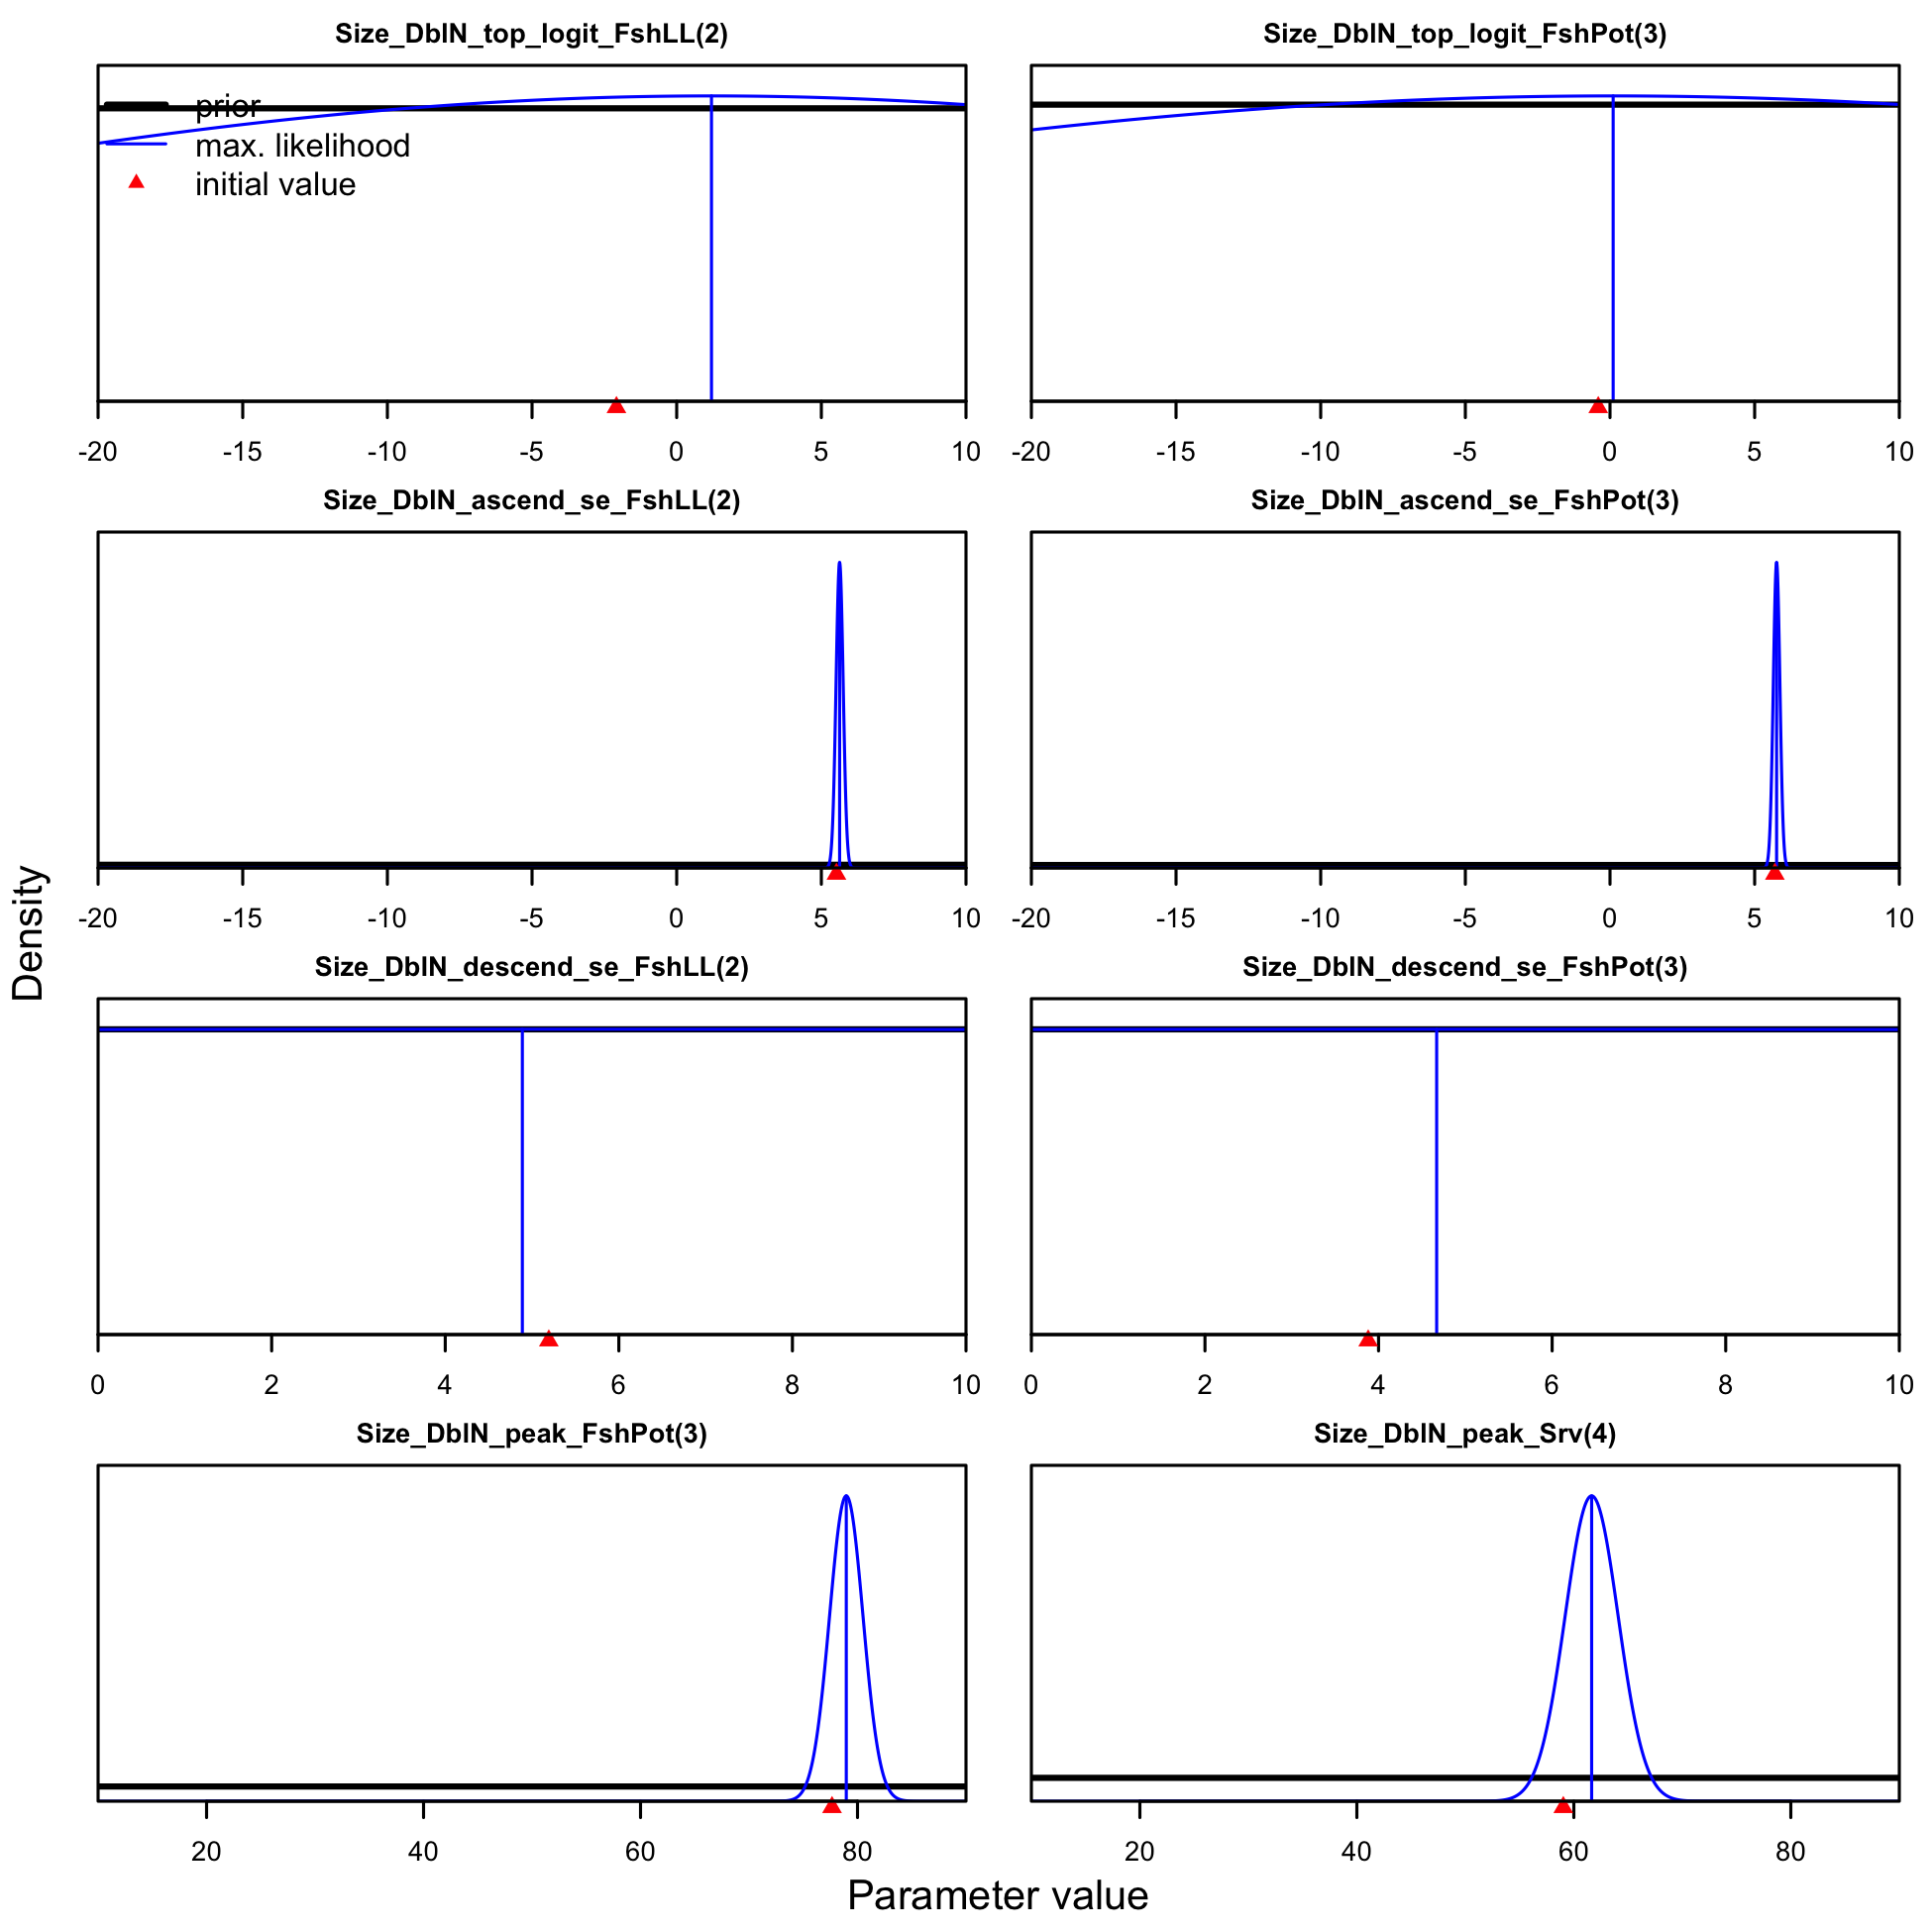 Size_DblN_top_logit_FshLL(2)
Size_DblN_top_logit_FshPot(3)
prior
max. likelihood
initial value
-20 -15 -10 -5 0 5 10
-20 -15 -10 -5 0 5 10
Size_DblN_ascend_se_FshLL(2)
Size_DblN_ascend_se_FshPot(3)
-20 -15 -10 -5 0 5 10
-20 -15 -10 -5 0 5 10
Size_DblN_descend_se_FshLL(2)
Size_DblN_descend_se_FshPot(3)
0 2 4 6 8 10
0 2 4 6 8 10
Size_DblN_peak_FshPot(3)
Size_DblN_peak_Srv(4)
20 40 60 80
20 40 60 80
Density
Parameter value